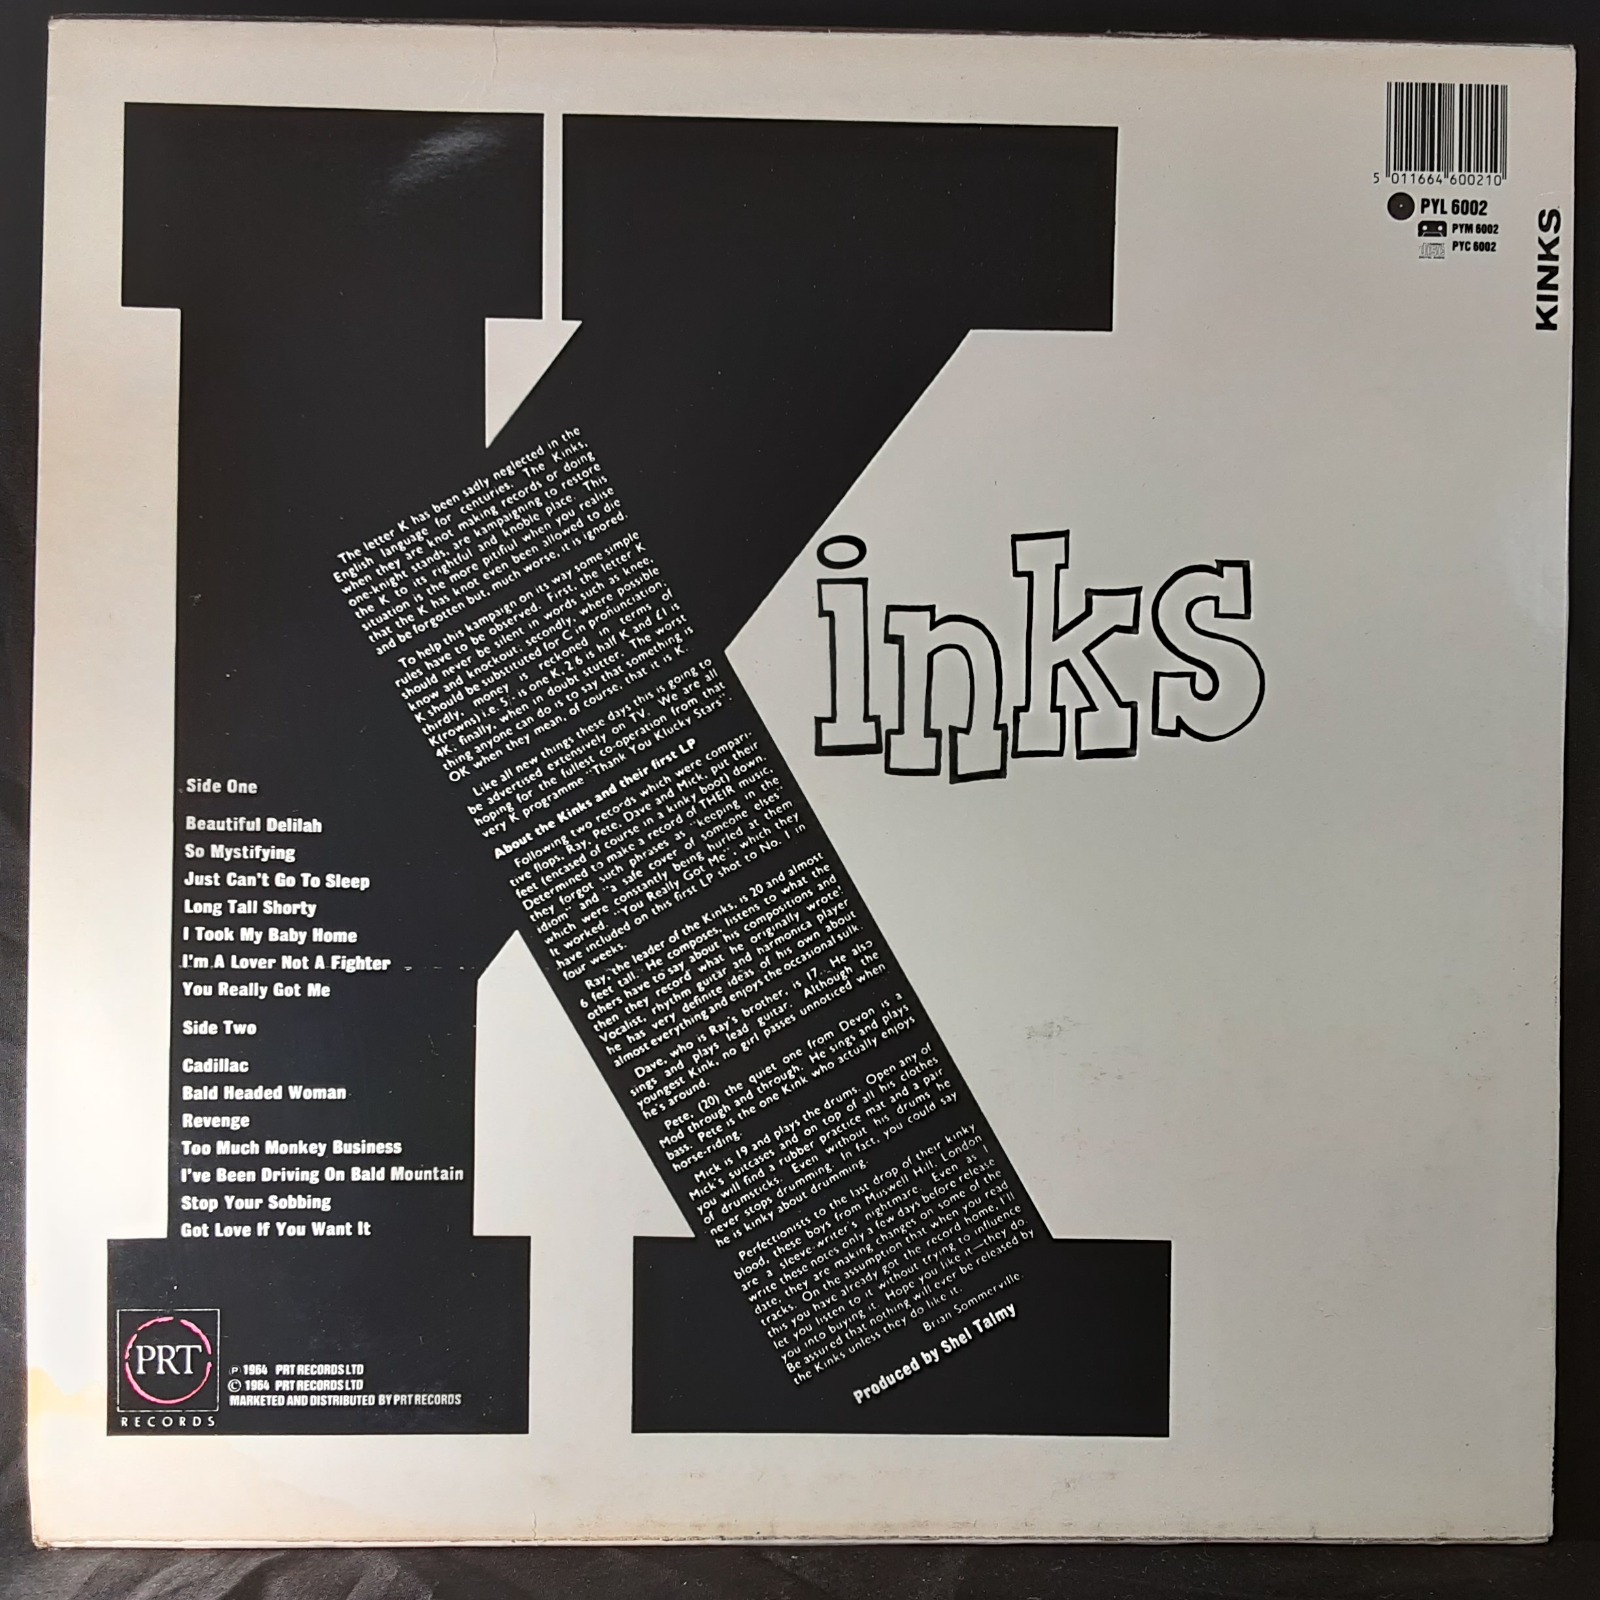 5 011664 600210
PYL 6002
PYM 6002
PYC 6002
KINKS
Kinks
The letter K has been sadly neglected in the
English language for centuries. The Kinks,
when they are knot making records or doing
one-knight stands, are kampaigning to restore
the K to its rightful and knoble place. This
situation is the more pitiful when you realise
that the K has knot even been allowed to die
and be forgotten but, much worse, it is ignored.
To help this kampaign on its way some simple
rules have to be observed. First, the letter K
should never be silent in words such as knee,
know and knockout; secondly, where possible
K should be substituted for C in pronunciation,
thirdly, money is reckoned in terms of
K(rowns) i.e. 5/- is one K, 2/6 is half K and £1 is
4K, finally, when in doubt stutter. The worst
thing anyone can do is to say that something is
OK when they mean, of course, that it is K.
Like all new things these days this is going to
be advertised extensively on TV. We are all
hoping for the fullest co-operation from that
very K programme "Thank You Klucky Stars".
About the Kinks and their first LP
Following two records which were compari-
tive flops, Ray, Pete, Dave and Mick, put their
feet (encased of course in a kinky boot) down.
Determined to make a record of THEIR music,
they forgot such phrases as "keeping in the
idiom" and "a safe cover of someone elses"
which were constantly being hurled at them
It worked. "You Really Got Me", which they
have included on this first LP shot to No. 1 in
four weeks.
Ray, the leader of the Kinks, is 20 and almost
6 feet tall. He composes, listens to what the
others have to say about his compositions and
then they record what he originally wrote!
Vocalist, rhythm guitar and harmonica player
he has very definite ideas of his own about
almost everything and enjoys the occasional sulk.
Dave, who is Ray's brother, is 17. He also
sings and plays lead guitar. Although the
youngest Kink, no girl passes unnoticed when
he's around.
Pete, (20) the quiet one from Devon is a
Mod through and through. He sings and plays
bass. Pete is the one Kink who actually enjoys
horse-riding.
Mick is 19 and plays the drums. Open any of
Mick's suitcases and on top of all his clothes
you will find a rubber practice mat and a pair
of drumsticks. Even without his drums he
never stops drumming. In fact, you could say
he is kinky about drumming.
Perfectionists to the last drop of their kinky
blood, these boys from Muswell Hill, London
are a sleeve-writer's nightmare. Even as I
write these notes only a few days before release
date, they are making changes on some of the
tracks. On the assumption that when you read
this you have already got the record home, I'll
let you listen to it without trying to influence
you into buying it. Hope you like it—they do.
Be assured that nothing will ever be released by
the Kinks unless they do like it.
Brian Sommerville.
Produced by Shel Talmy
Side One
Beautiful Delilah
So Mystifying
Just Can't Go To Sleep
Long Tall Shorty
I Took My Baby Home
I'm A Lover Not A Fighter
You Really Got Me
Side Two
Cadillac
Bald Headed Woman
Revenge
Too Much Monkey Business
I've Been Driving On Bald Mountain
Stop Your Sobbing
Got Love If You Want It
PRT
RECORDS
℗ 1964 PRT RECORDS LTD
© 1964 PRT RECORDS LTD
MARKETED AND DISTRIBUTED BY PRT RECORDS